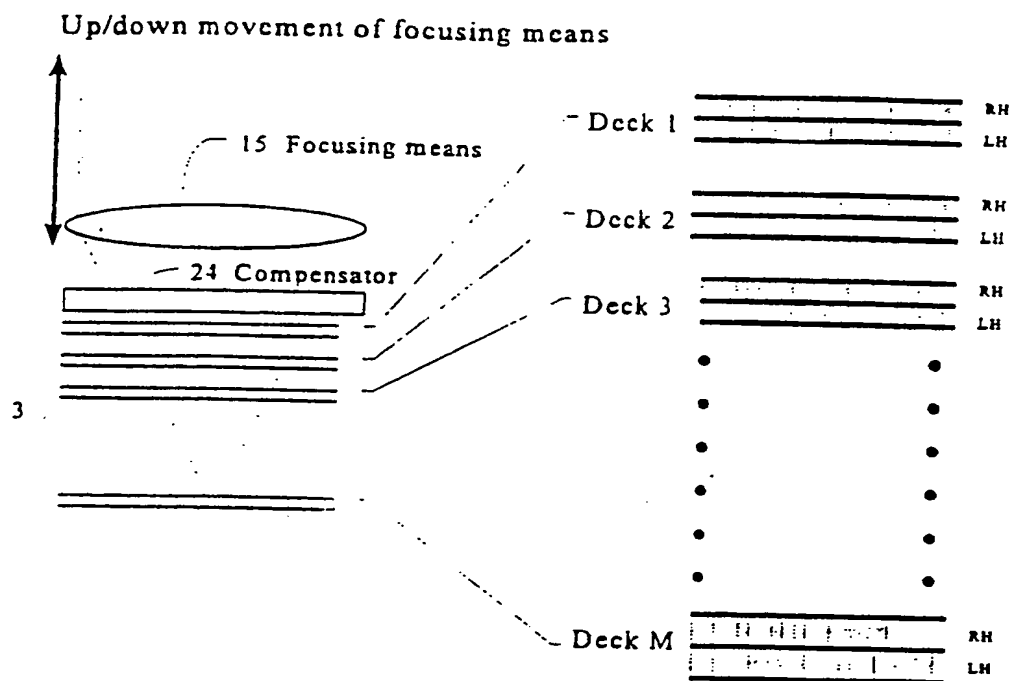 Up/down movement of focusing means
15 Focusing means
24 Compensator
3
Deck 1
RH
LH
Deck 2
RH
LH
Deck 3
RH
LH
Deck M
RH
LH